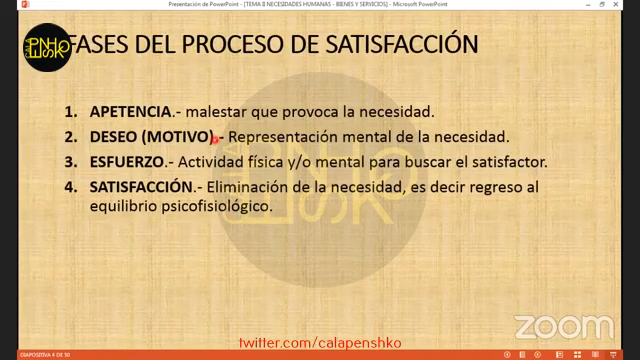 Presentación de PowerPoint - [TEMA II NECESIDADES HUMANAS - BIENES Y SERVICIOS] - Microsoft PowerPoint
FASES DEL PROCESO DE SATISFACCIÓN
1. APETENCIA.- malestar que provoca la necesidad.
2. DESEO (MOTIVO) - Representación mental de la necesidad.
3. ESFUERZO.- Actividad física y/o mental para buscar el satisfactor.
4. SATISFACCIÓN.- Eliminación de la necesidad, es decir regreso al
equilibrio psicofisiológico.
zoom
twitter.com/calapenshko
DIAPOSITIVA 4 DE 50